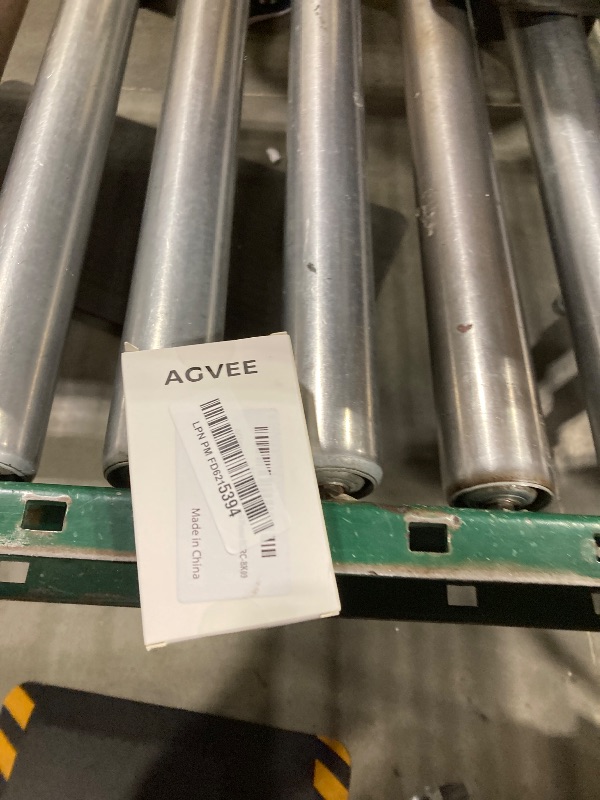 AGVEE
LPN PM FD6215394
Made in China